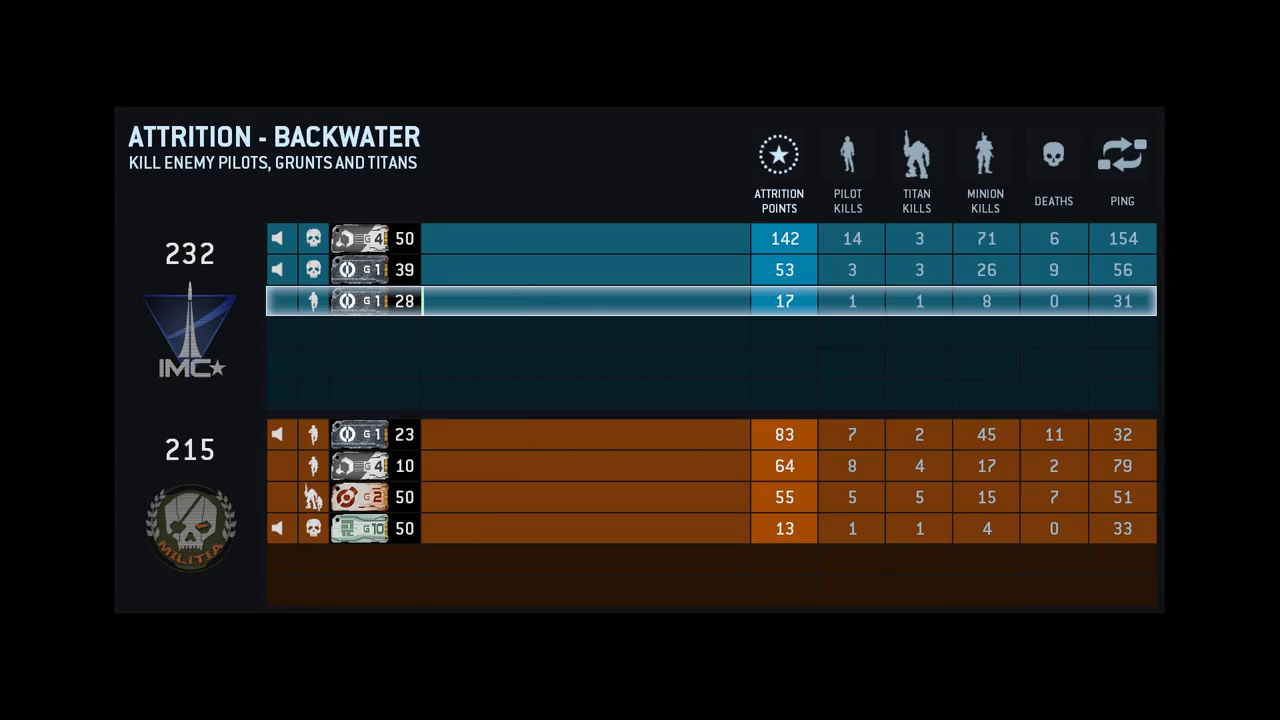 ATTRITION - BACKWATER
KILL ENEMY PILOTS, GRUNTS AND TITANS
ATTRITION POINTS PILOT KILLS TITAN KILLS MINION KILLS DEATHS PING
232
IMC
G4 50 142 14 3 71 6 154
G1 39 53 3 3 26 9 56
G1 28 17 1 1 8 0 31
215
MILITIA
G1 23 83 7 2 45 11 32
G4 10 64 8 4 17 2 79
G2 50 55 5 5 15 7 51
G10 50 13 1 1 4 0 33